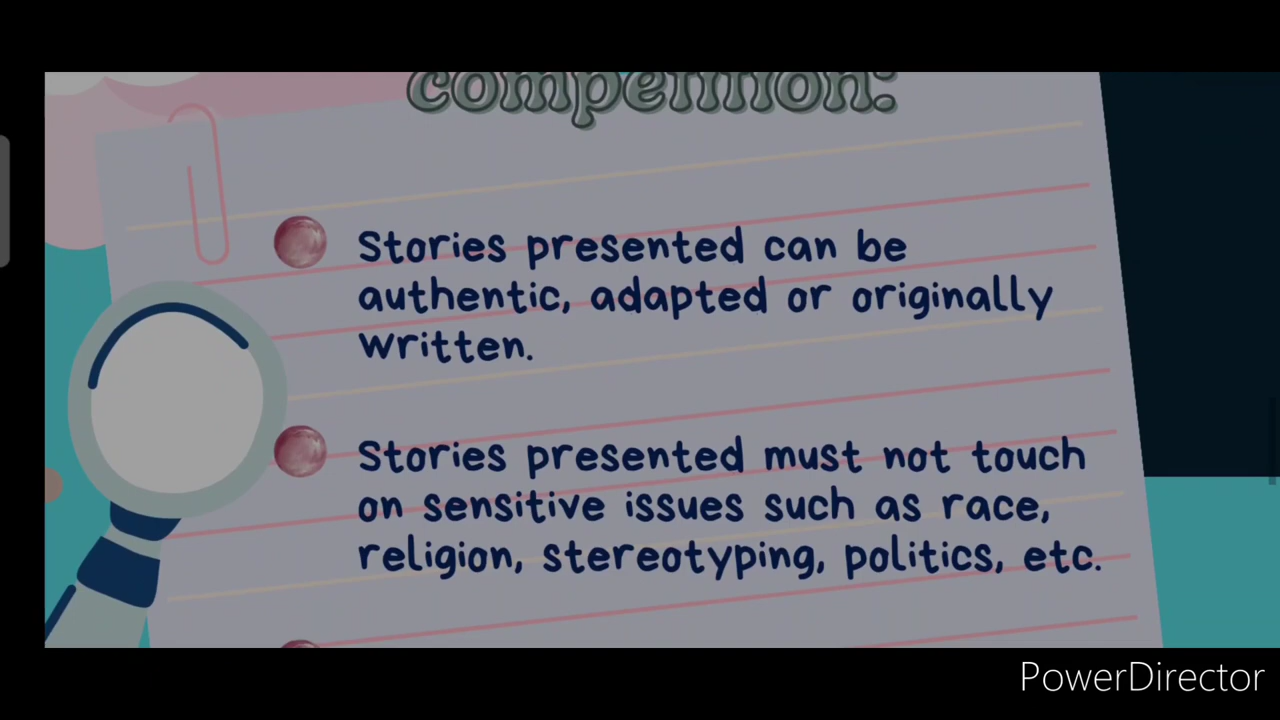 competition:
Stories presented can be
authentic, adapted or originally
written.
Stories presented must not touch
on sensitive issues such as race,
religion, stereotyping, politics, etc.
PowerDirector